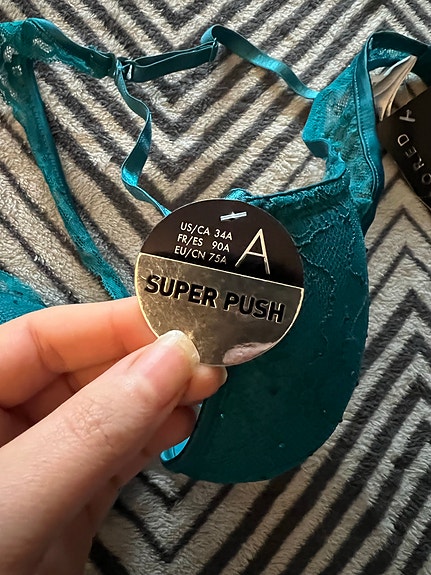 US/CA 34A
FR/ES 90A
EU/CN 75A
A
SUPER PUSH